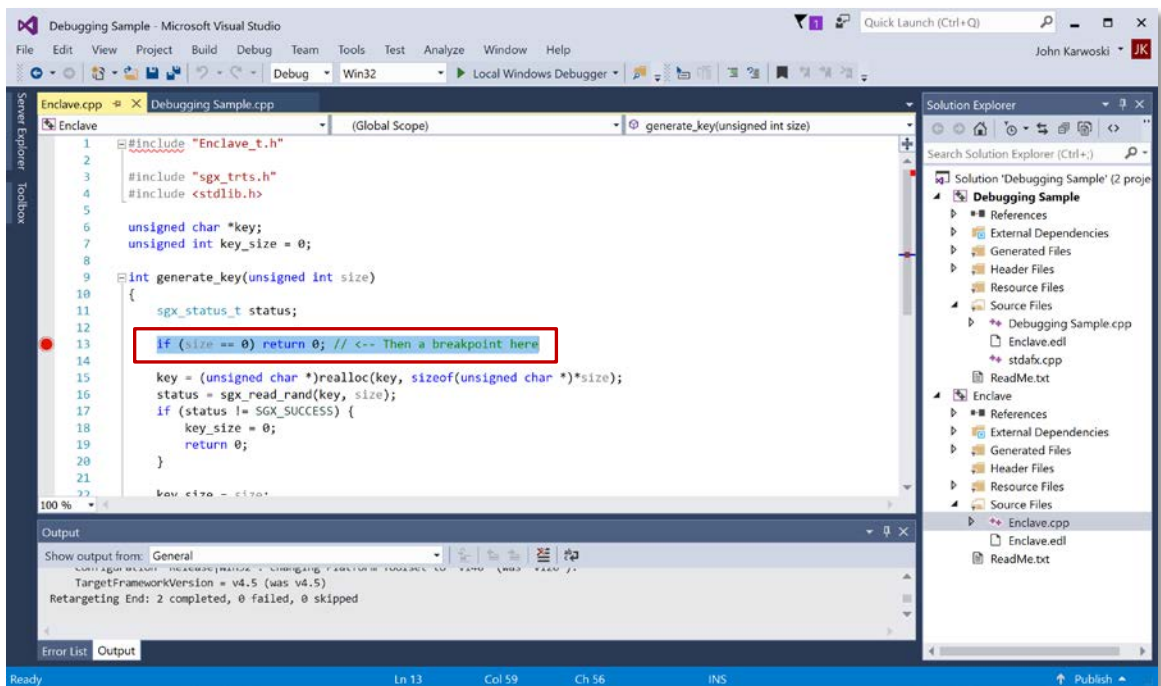 Debugging Sample - Microsoft Visual Studio
1
Quick Launch (Ctrl+Q)
File Edit View Project Build Debug Team Tools Test Analyze Window Help
John Karwoski JK
Debug Win32 Local Windows Debugger
Server Explorer
Toolbox
Enclave.cpp Debugging Sample.cpp
Enclave (Global Scope) generate_key(unsigned int size)
1 #include "Enclave_t.h"
2
3 #include "sgx_trts.h"
4 #include <stdlib.h>
5
6 unsigned char *key;
7 unsigned int key_size = 0;
8
9 int generate_key(unsigned int size)
10 {
11 sgx_status_t status;
12
13 if (size == 0) return 0; // <-- Then a breakpoint here
14
15 key = (unsigned char *)realloc(key, sizeof(unsigned char *)*size);
16 status = sgx_read_rand(key, size);
17 if (status != SGX_SUCCESS) {
18 key_size = 0;
19 return 0;
20 }
21
22 key_size = size;
100 %
Output
Show output from: General
TargetFrameworkVersion = v4.5 (was v4.5)
Retargeting End: 2 completed, 0 failed, 0 skipped
Error List Output
Solution Explorer
Search Solution Explorer (Ctrl+;)
Solution 'Debugging Sample' (2 proje
Debugging Sample
References
External Dependencies
Generated Files
Header Files
Resource Files
Source Files
Debugging Sample.cpp
Enclave.edl
stdafx.cpp
ReadMe.txt
Enclave
References
External Dependencies
Generated Files
Header Files
Resource Files
Source Files
Enclave.cpp
Enclave.edl
ReadMe.txt
Ready Ln 13 Col 59 Ch 56 INS Publish